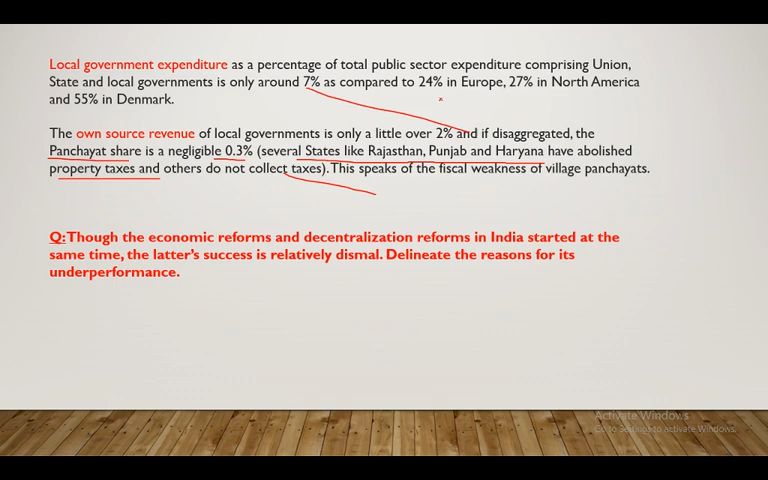 Local government expenditure as a percentage of total public sector expenditure comprising Union,
State and local governments is only around 7% as compared to 24% in Europe, 27% in North America
and 55% in Denmark.
The own source revenue of local governments is only a little over 2% and if disaggregated, the
Panchayat share is a negligible 0.3% (several States like Rajasthan, Punjab and Haryana have abolished
property taxes and others do not collect taxes). This speaks of the fiscal weakness of village panchayats.
Q: Though the economic reforms and decentralization reforms in India started at the
same time, the latter's success is relatively dismal. Delineate the reasons for its
underperformance.
Activate Windows
Go to Settings to activate Windows.